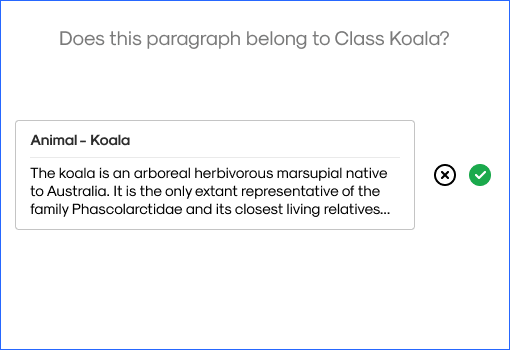 Does this paragraph belong to Class Koala?
Animal - Koala
The koala is an arboreal herbivorous marsupial native
to Australia. It is the only extant representative of the
family Phascolarctidae and its closest living relatives...